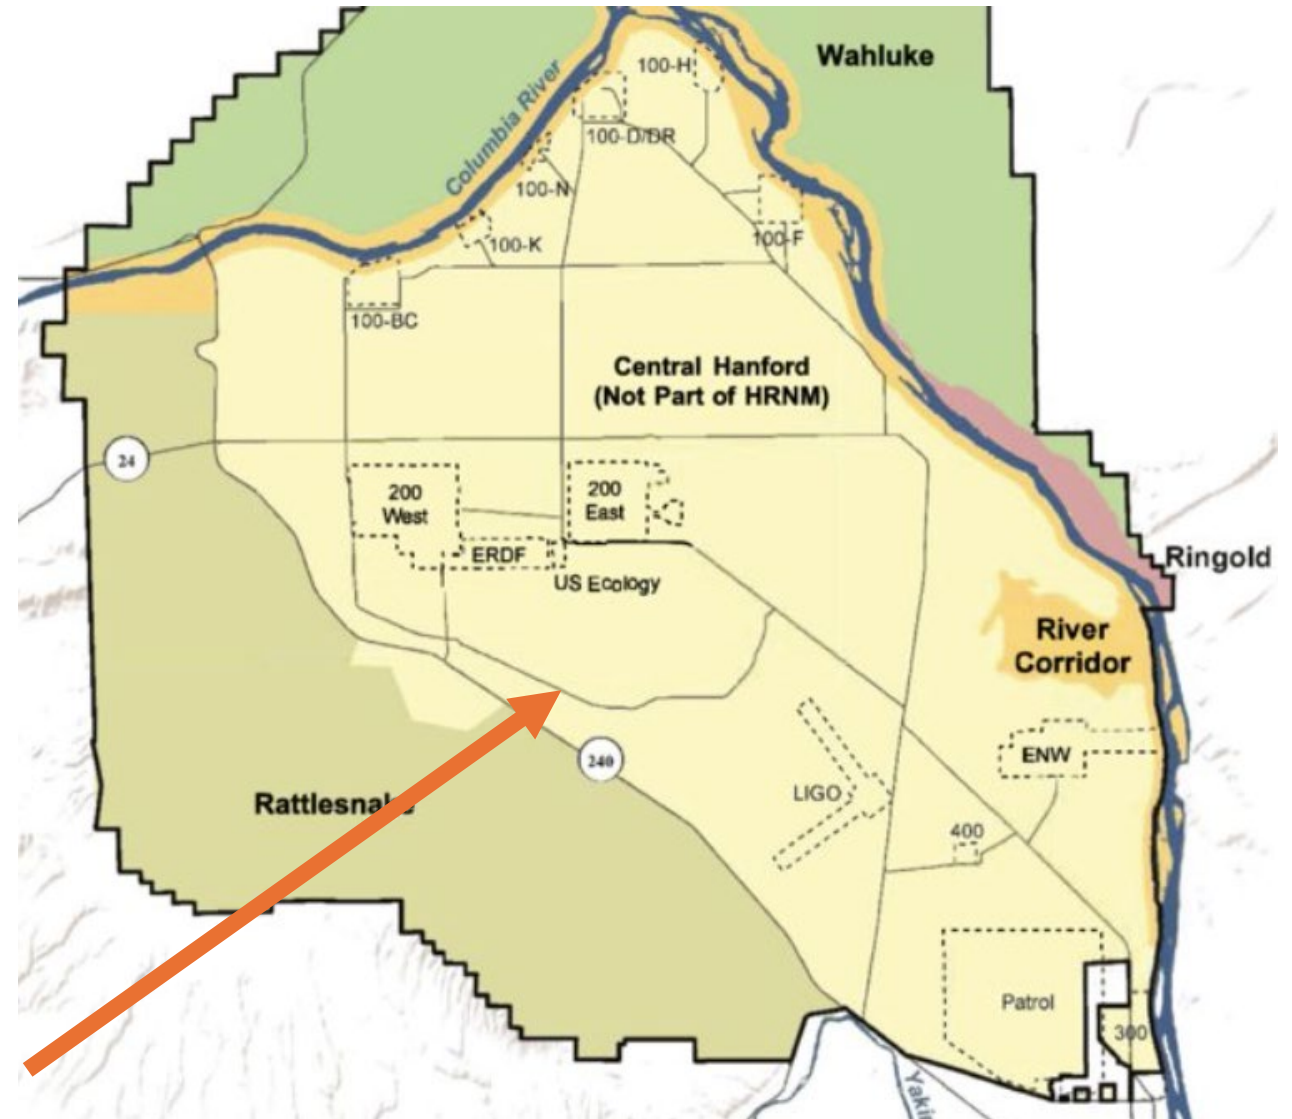 Wahluke
100-H
Columbia River
100-D/DR
100-N
100-K
100-F
100-BC
Central Hanford
(Not Part of HRNM)
24
200
West
200
East
ERDF
US Ecology
Ringold
River
Corridor
240
ENW
LIGO
Rattlesnake
400
Patrol
300